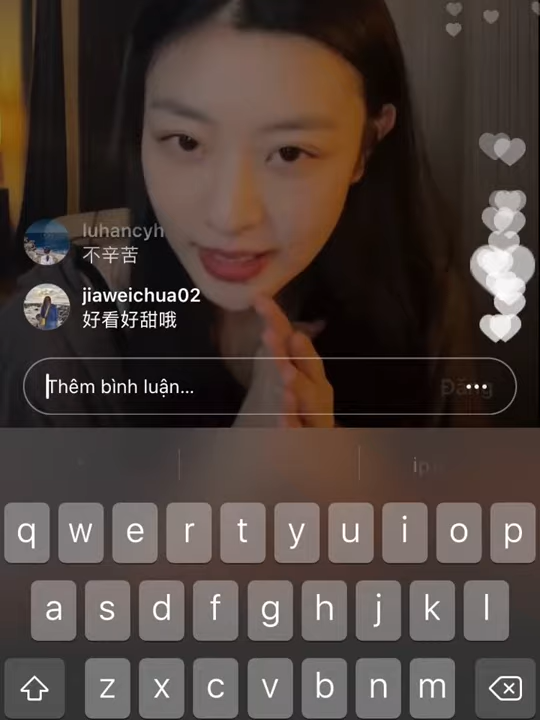 luhancyh
不辛苦
jiaweichua02
好看好甜哦
Thêm bình luận...
Đăng
q w e r t y u i o p
a s d f g h j k l
z x c v b n m